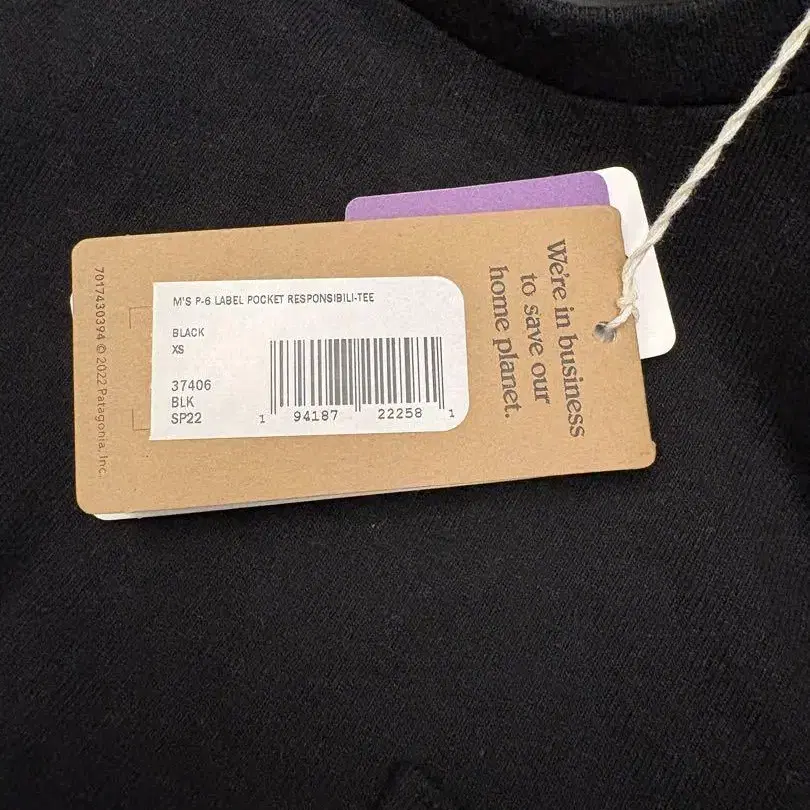 M'S P-6 LABEL POCKET RESPONSIBILI-TEE
BLACK
XS
37406
BLK
SP22
1 94187 22258 1
We're in business
to save our
home planet.
7017430394 © 2022 Patagonia, Inc.